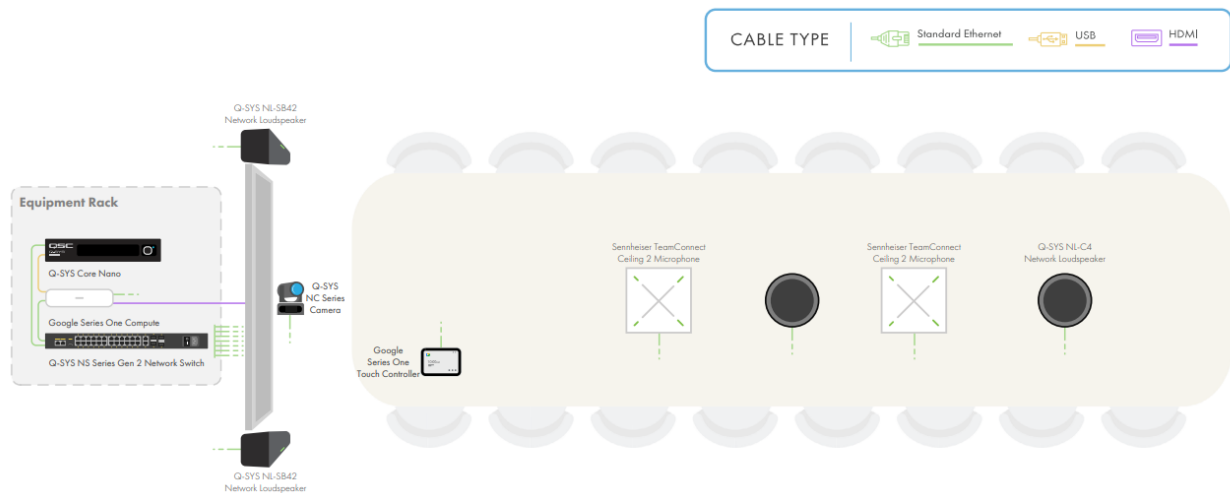 CABLE TYPE
Standard Ethernet
USB
HDMI
Q-SYS NL-SB42
Network Loudspeaker
Equipment Rack
QSC
Q-SYS Core Nano
Google Series One Compute
Q-SYS NS Series Gen 2 Network Switch
Q-SYS
NC Series
Camera
Google
Series One
Touch Controller
Sennheiser TeamConnect
Ceiling 2 Microphone
Sennheiser TeamConnect
Ceiling 2 Microphone
Q-SYS NL-C4
Network Loudspeaker
Q-SYS NL-SB42
Network Loudspeaker